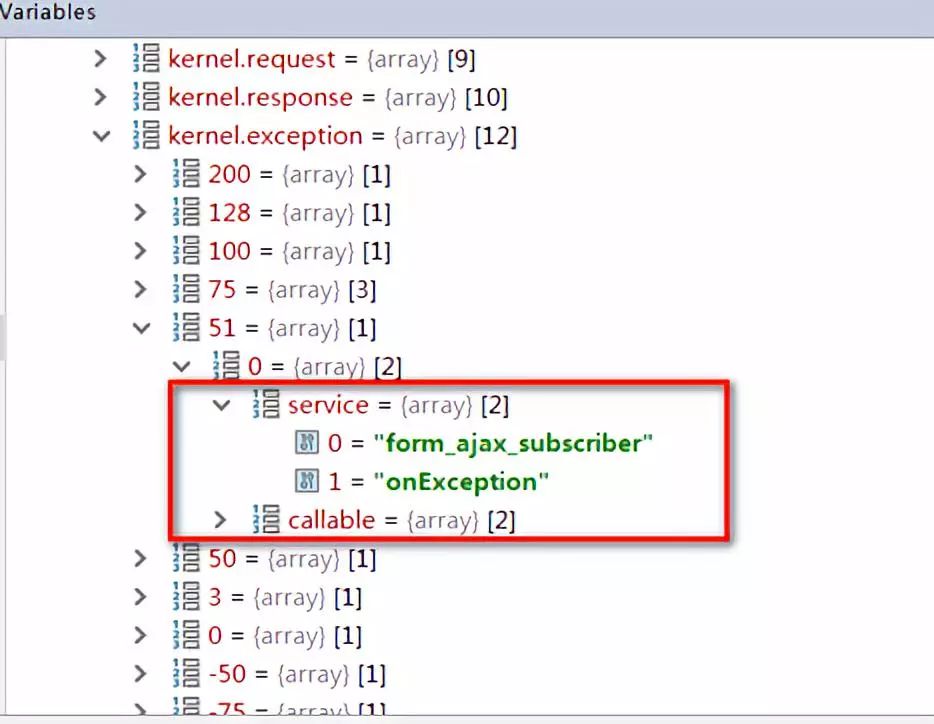 Variables
kernel.request = {array} [9]
kernel.response = {array} [10]
kernel.exception = {array} [12]
200 = {array} [1]
128 = {array} [1]
100 = {array} [1]
75 = {array} [3]
51 = {array} [1]
0 = {array} [2]
service = {array} [2]
0 = "form_ajax_subscriber"
1 = "onException"
callable = {array} [2]
50 = {array} [1]
3 = {array} [1]
0 = {array} [1]
-50 = {array} [1]
-75 = {array} [1]